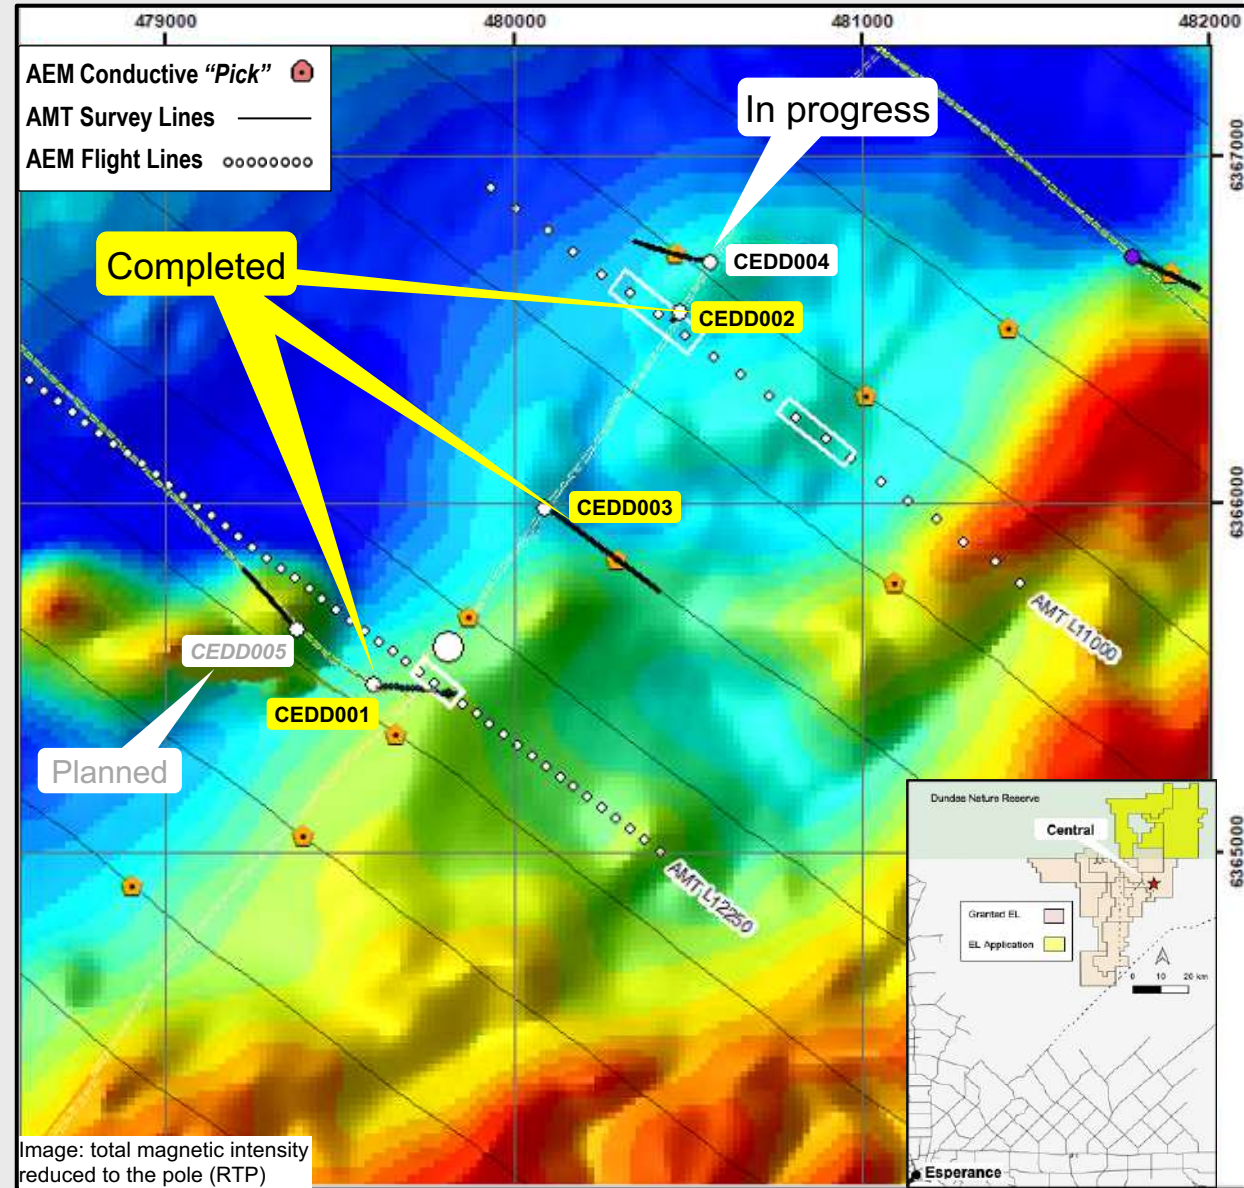 479000
480000
481000
482000
AEM Conductive "Pick"
AMT Survey Lines
AEM Flight Lines
In progress
6367000
Completed
CEDD004
CEDD002
CEDD003
6366000
AMT L11000
CEDD005
CEDD001
Planned
6365000
AMT L12250
Dundas Nature Reserve
Central
Granted EL
EL Application
0 10 20 km
Esperance
Image: total magnetic intensity
reduced to the pole (RTP)